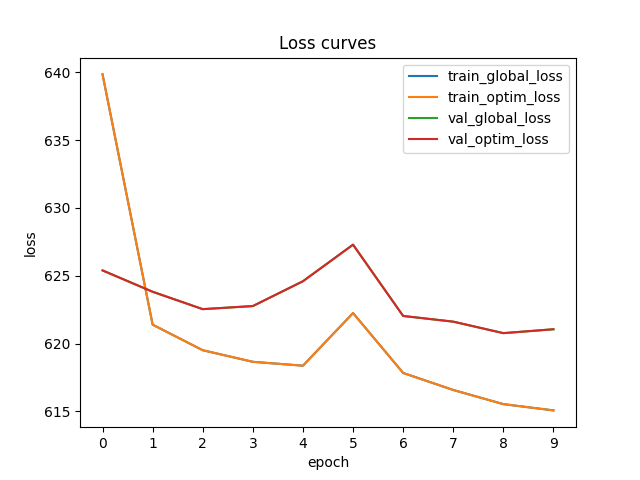 Loss curves
train_global_loss
train_optim_loss
val_global_loss
val_optim_loss
640
635
630
625
620
615
loss
0 1 2 3 4 5 6 7 8 9
epoch